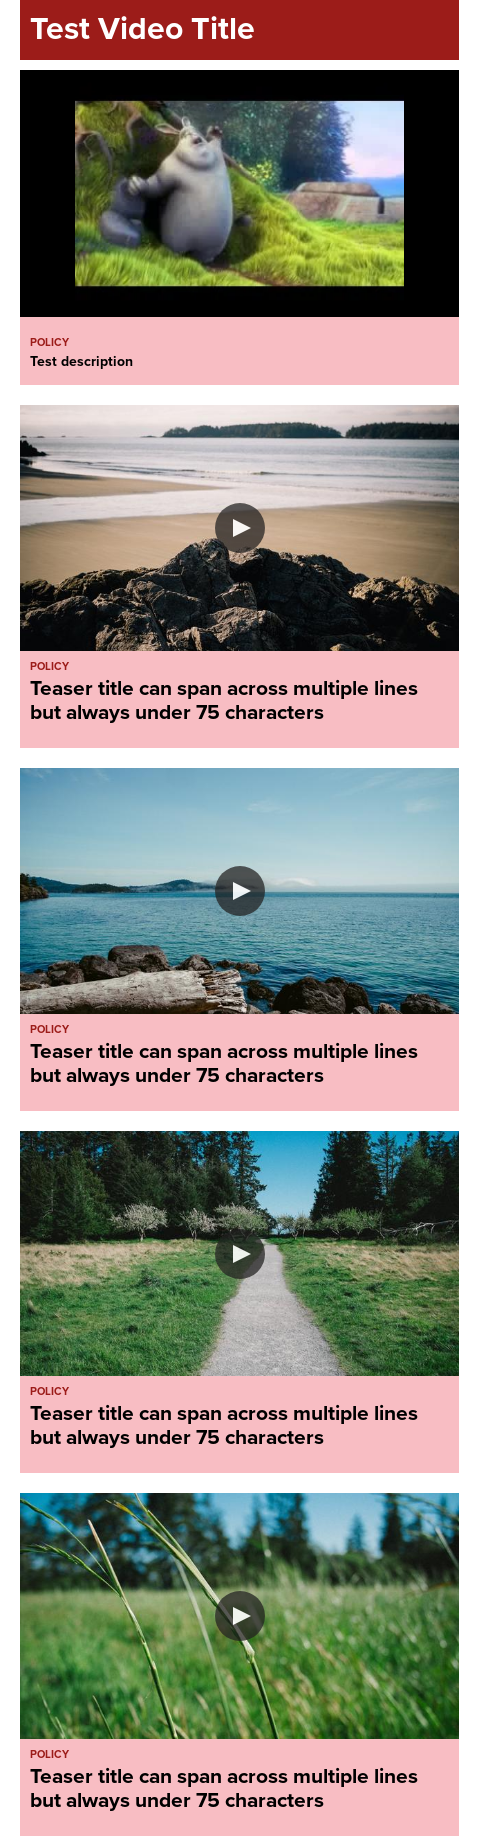 Test Video Title
POLICY
Test description
POLICY
Teaser title can span across multiple lines
but always under 75 characters
POLICY
Teaser title can span across multiple lines
but always under 75 characters
POLICY
Teaser title can span across multiple lines
but always under 75 characters
POLICY
Teaser title can span across multiple lines
but always under 75 characters